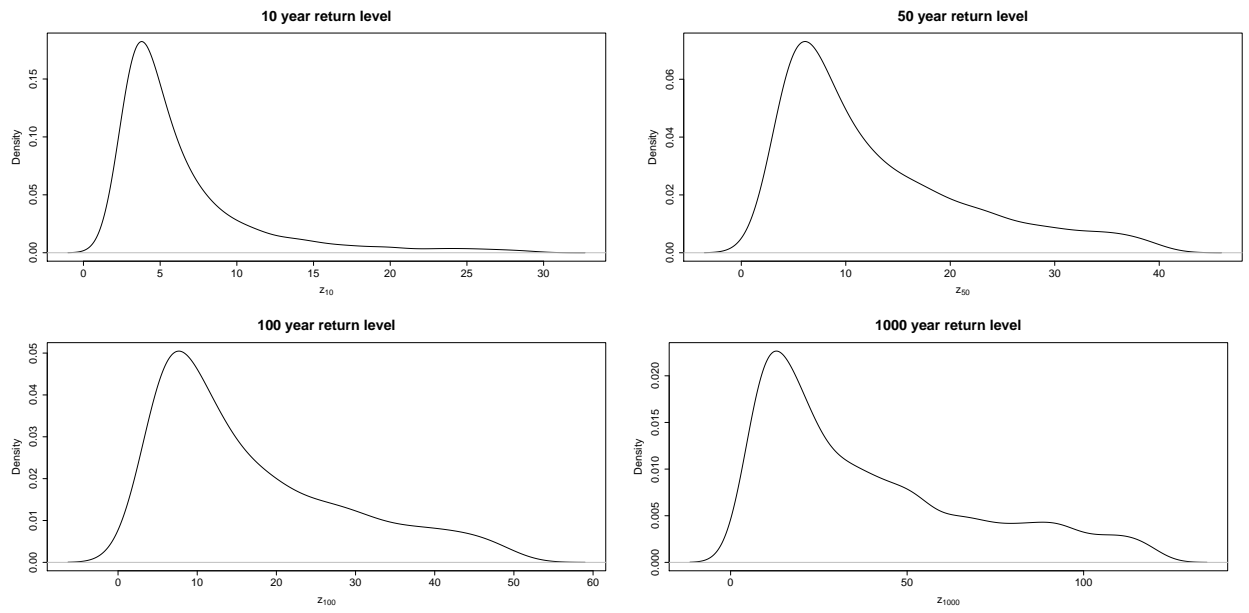 10 year return level
Density
0.00 0.05 0.10 0.15
0 5 10 15 20 25 30
z10
50 year return level
Density
0.00 0.02 0.04 0.06
0 10 20 30 40
z50
100 year return level
Density
0.00 0.01 0.02 0.03 0.04 0.05
0 10 20 30 40 50 60
z100
1000 year return level
Density
0.000 0.005 0.010 0.015 0.020
0 50 100
z1000